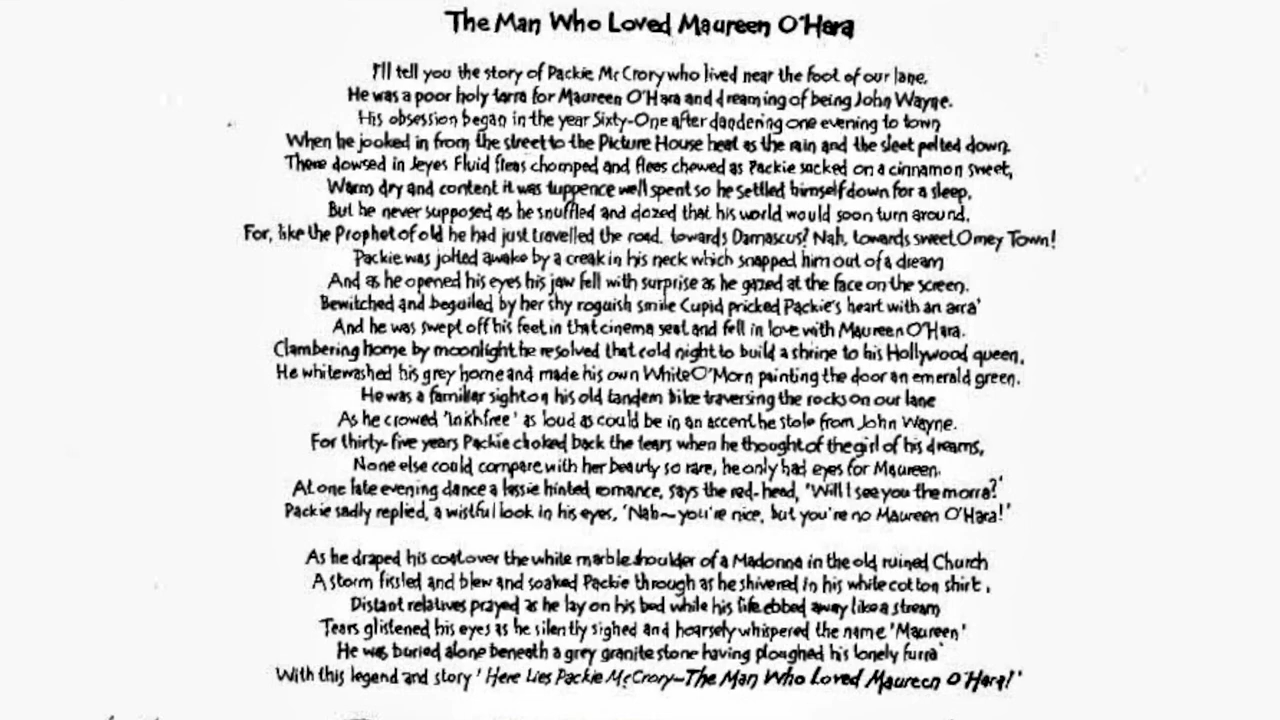 The Man Who Loved Maureen O'Hara
I'll tell you the story of Packie McCrory who lived near the foot of our lane,
He was a poor holy tarra for Maureen O'Hara and dreaming of being John Wayne.
His obsession began in the year Sixty-One after dandering one evening to town
When he jooked in from the street to the Picture House heat as the rain and the sleet pelted down.
There dowsed in Jeyes Fluid fleas chomped and flees chewed as Packie sucked on a cinnamon sweet,
Warm dry and content it was tuppence well spent so he settled himself down for a sleep,
But he never supposed as he snuffled and dozed that his world would soon turn around,
For, like the Prophet of old he had just travelled the road, towards Damascus? Nah, towards sweet Omey Town!
Packie was jolted awake by a creak in his neck which snapped him out of a dream
And as he opened his eyes his jaw fell with surprise as he gazed at the face on the screen.
Bewitched and beguiled by her shy roguish smile Cupid pricked Packie's heart with an arra'
And he was swept off his feet in that cinema seat and fell in love with Maureen O'Hara.
Clambering home by moonlight he resolved that cold night to build a shrine to his Hollywood queen,
He whitewashed his grey home and made his own White O'Morn painting the door an emerald green.
He was a familiar sight on his old tandem bike traversing the rocks on our lane
As he crowed 'Inishfree' as loud as could be in an accent he stole from John Wayne.
For thirty-five years Packie choked back the tears when he thought of the girl of his dreams,
None else could compare with her beauty so rare, he only had eyes for Maureen.
At one late evening dance a lassie hinted romance, says the red-head, 'Will I see you the morra?'
Packie sadly replied, a wistful look in his eyes, 'Nah~you're nice, but you're no Maureen O'Hara!'
As he draped his coat over the white marble shoulder of a Madonna in the old ruined Church
A storm fissled and blew and soaked Packie through as he shivered in his white cotton shirt,
Distant relatives prayed as he lay on his bed while his life ebbed away like a stream
Tears glistened his eyes as he silently sighed and hoarsely whispered the name 'Maureen'
He was buried alone beneath a grey granite stone having ploughed his lonely furra'
With this legend and story 'Here Lies Packie McCrory~The Man Who Loved Maureen O'Hara!'